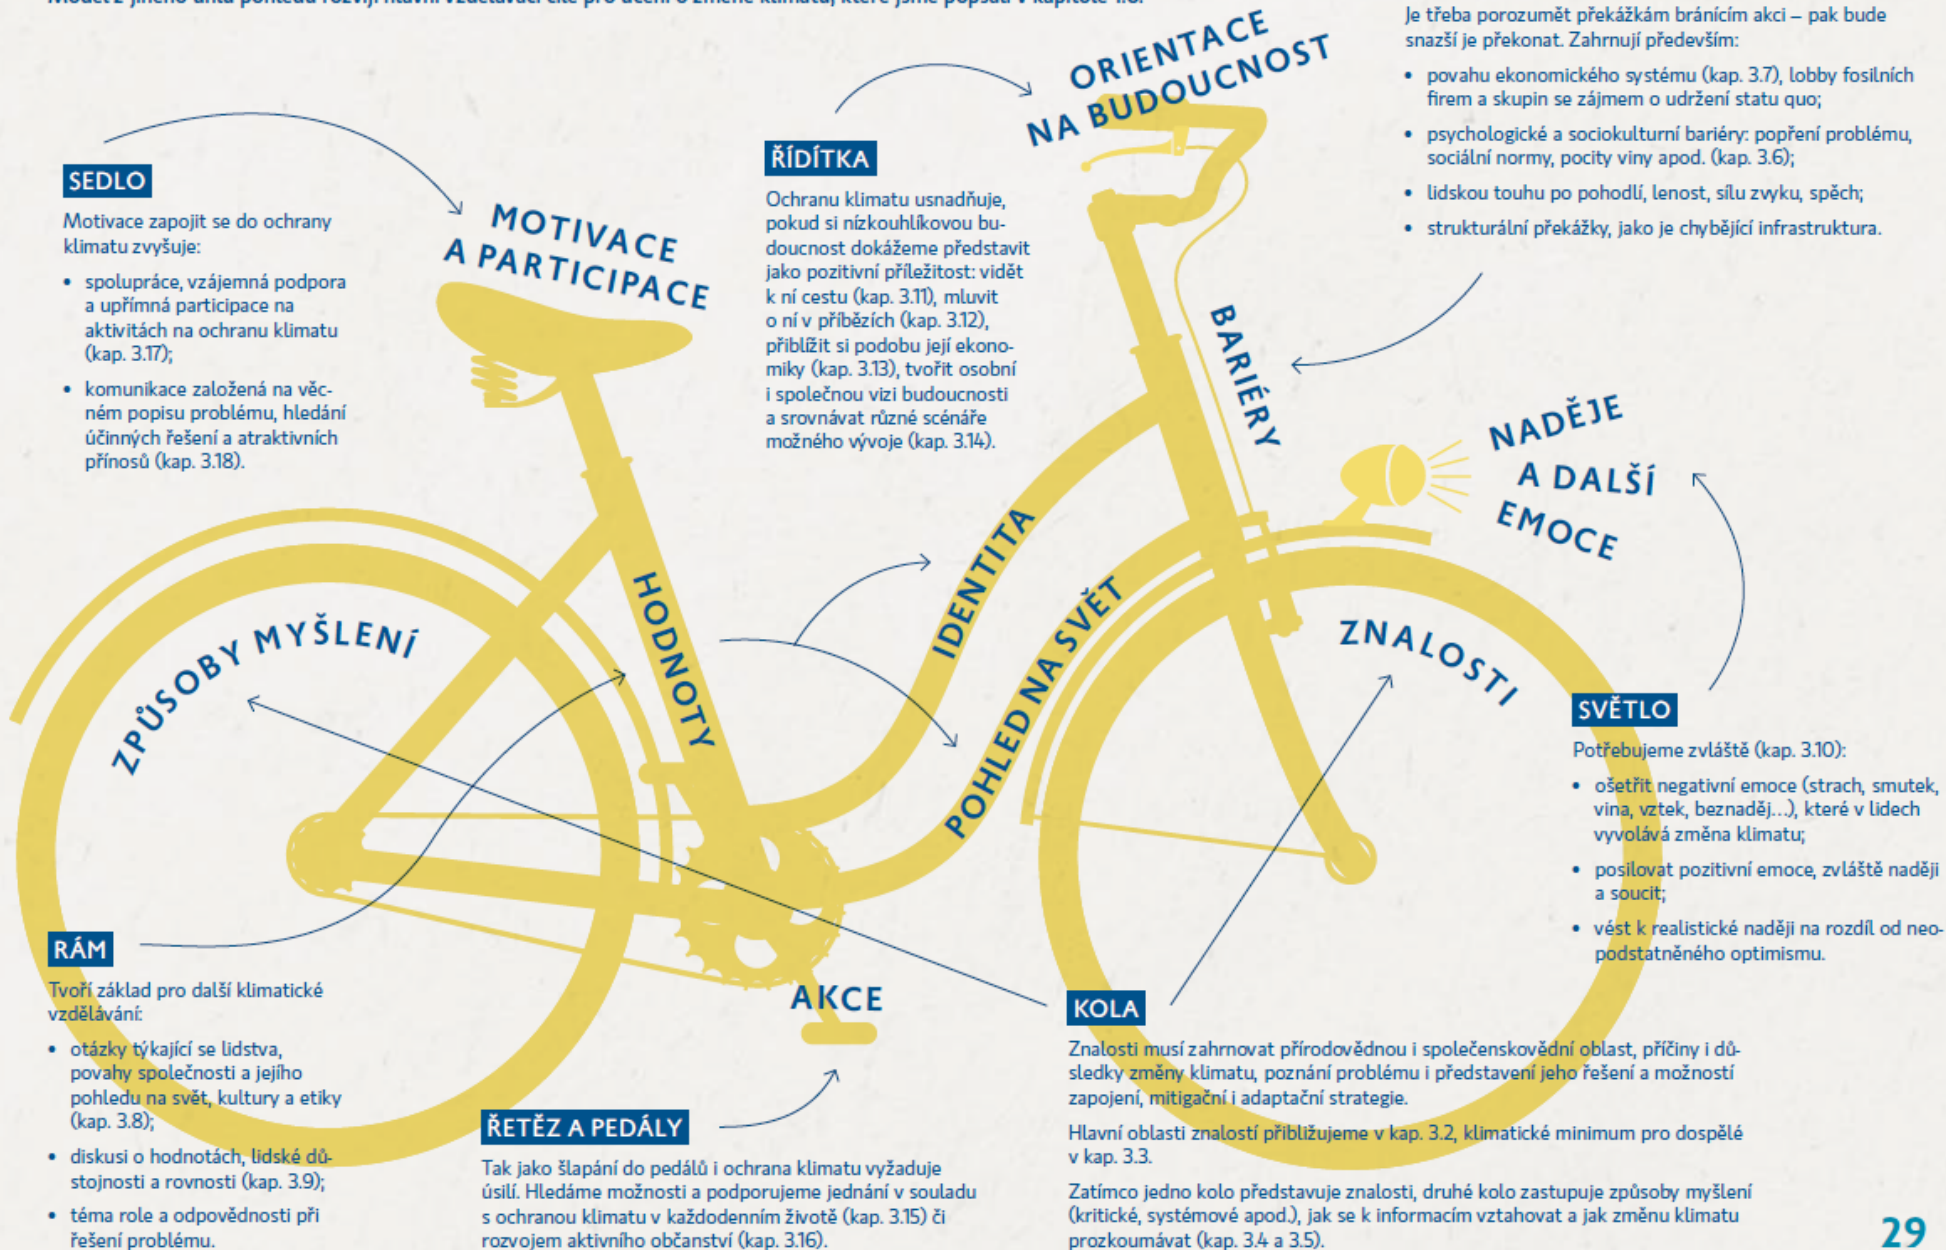 Model z jiného úhlu pohledu rozvíjí hlavní vzdělávací cíle pro učení o změně klimatu, které jsme popsali v kapitole
SEDLO
Motivace zapojit se do ochrany
klimatu zvyšuje:
• spolupráce, vzájemná podpora
a upřímná participace na
aktivitách na ochranu klimatu
(kap. 3.17);
• komunikace založená na věc-
ném popisu problému, hledání
účinných řešení a atraktivních
přínosů (kap. 3.18).
MOTIVACE
A PARTICIPACE
ŘÍDÍTKA
Ochranu klimatu usnadňuje,
pokud si nízkouhlíkovou bu-
doucnost dokážeme představit
jako pozitivní příležitost: vidět
k ní cestu (kap. 3.11), mluvit
o ní v příbězích (kap. 3.12),
přiblížit si podobu její ekono-
miky (kap. 3.13), tvořit osobní
i společnou vizi budoucnosti
a srovnávat různé scénáře
možného vývoje (kap. 3.14).
ORIENTACE
NA BUDOUCNOST
Je třeba porozumět překážkám bránícím akci – pak bude
snazší je překonat. Zahrnují především:
• povahu ekonomického systému (kap. 3.7), lobby fosilních
firem a skupin se zájmem o udržení statu quo;
• psychologické a sociokulturní bariéry: popření problému,
sociální normy, pocity viny apod. (kap. 3.6);
• lidskou touhu po pohodlí, lenost, sílu zvyku, spěch;
• strukturální překážky, jako je chybějící infrastruktura.
BARIÉRY
NADĚJE
A DALŠÍ
EMOCE
ZPŮSOBY MYŠLENÍ
HODNOTY
IDENTITA
POHLED NA SVĚT
ZNALOSTI
SVĚTLO
Potřebujeme zvláště (kap. 3.10):
• ošetřit negativní emoce (strach, smutek,
vina, vztek, beznaděj…), které v lidech
vyvolává změna klimatu;
• posilovat pozitivní emoce, zvláště naději
a soucit;
• vést k realistické naději na rozdíl od neo-
podstatněného optimismu.
RÁM
Tvoří základ pro další klimatické
vzdělávání:
• otázky týkající se lidstva,
povahy společnosti a jejího
pohledu na svět, kultury a etiky
(kap. 3.8);
• diskusi o hodnotách, lidské dů-
stojnosti a rovnosti (kap. 3.9);
• téma role a odpovědnosti při
řešení problému.
AKCE
ŘETĚZ A PEDÁLY
Tak jako šlapání do pedálů i ochrana klimatu vyžaduje
úsilí. Hledáme možnosti a podporujeme jednání v souladu
s ochranou klimatu v každodenním životě (kap. 3.15) či
rozvojem aktivního občanství (kap. 3.16).
KOLA
Znalosti musí zahrnovat přírodovědnou i společenskovědní oblast, příčiny i dů-
sledky změny klimatu, poznání problému i představení jeho řešení a možností
zapojení, mitigační i adaptační strategie.
Hlavní oblasti znalostí přibližujeme v kap. 3.2, klimatické minimum pro dospělé
v kap. 3.3.
Zatímco jedno kolo představuje znalosti, druhé kolo zastupuje způsoby myšlení
(kritické, systémové apod.), jak se k informacím vztahovat a jak změnu klimatu
prozkoumávat (kap. 3.4 a 3.5).
29